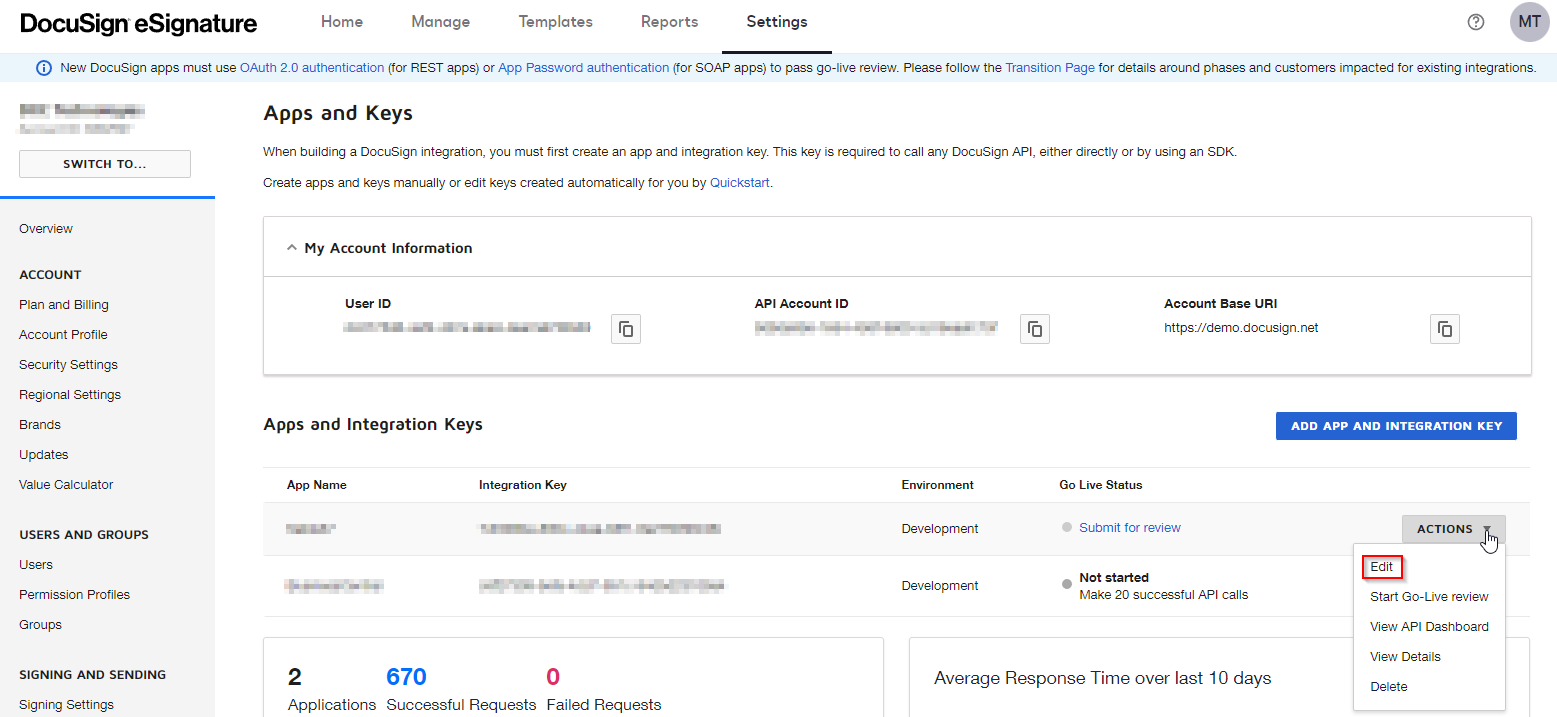 DocuSign eSignature
Home Manage Templates Reports Settings
MT
New DocuSign apps must use OAuth 2.0 authentication (for REST apps) or App Password authentication (for SOAP apps) to pass go-live review. Please follow the Transition Page for details around phases and customers impacted for existing integrations.
SWITCH TO...
Overview
ACCOUNT
Plan and Billing
Account Profile
Security Settings
Regional Settings
Brands
Updates
Value Calculator
USERS AND GROUPS
Users
Permission Profiles
Groups
SIGNING AND SENDING
Signing Settings
Apps and Keys
When building a DocuSign integration, you must first create an app and integration key. This key is required to call any DocuSign API, either directly or by using an SDK.
Create apps and keys manually or edit keys created automatically for you by Quickstart.
My Account Information
User ID API Account ID Account Base URI
https://demo.docusign.net
Apps and Integration Keys
ADD APP AND INTEGRATION KEY
App Name Integration Key Environment Go Live Status
Development Submit for review ACTIONS
Edit
Start Go-Live review
View API Dashboard
View Details
Delete
Development Not started
Make 20 successful API calls
2 670 0
Applications Successful Requests Failed Requests
Average Response Time over last 10 days